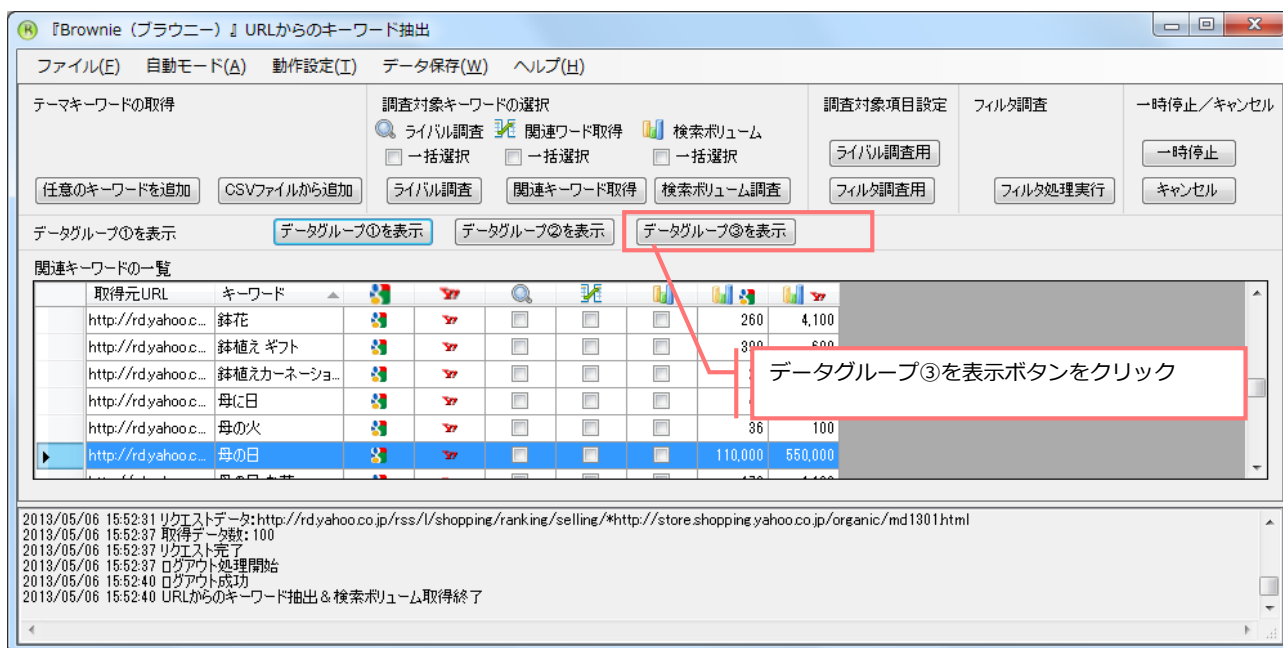 『Brownie（ブラウニー）』URLからのキーワード抽出
ファイル(F) 自動モード(A) 動作設定(T) データ保存(W) ヘルプ(H)
テーマキーワードの取得 調査対象キーワードの選択 調査対象項目設定 フィルタ調査 一時停止／キャンセル
ライバル調査 関連ワード取得 検索ボリューム
一括選択 一括選択 一括選択 ライバル調査用 一時停止
任意のキーワードを追加 CSVファイルから追加 ライバル調査 関連キーワード取得 検索ボリューム調査 フィルタ調査用 フィルタ処理実行 キャンセル
データグループ①を表示 データグループ①を表示 データグループ②を表示 データグループ③を表示
関連キーワードの一覧
取得元URL キーワード
http://rd.yahoo.c... 鉢花 260 4,100
http://rd.yahoo.c... 鉢植え ギフト
http://rd.yahoo.c... 鉢植えカーネーショ...
データグループ③を表示ボタンをクリック
http://rd.yahoo.c... 母に日
http://rd.yahoo.c... 母の火 36 100
http://rd.yahoo.c... 母の日 110,000 550,000
2013/05/06 15:52:31 リクエストデータ:http://rd.yahoo.co.jp/rss/l/shopping/ranking/selling/*http://store.shopping.yahoo.co.jp/organic/md1301.html
2013/05/06 15:52:37 取得データ数: 100
2013/05/06 15:52:37 リクエスト完了
2013/05/06 15:52:37 ログアウト処理開始
2013/05/06 15:52:40 ログアウト成功
2013/05/06 15:52:40 URLからのキーワード抽出＆検索ボリューム取得終了